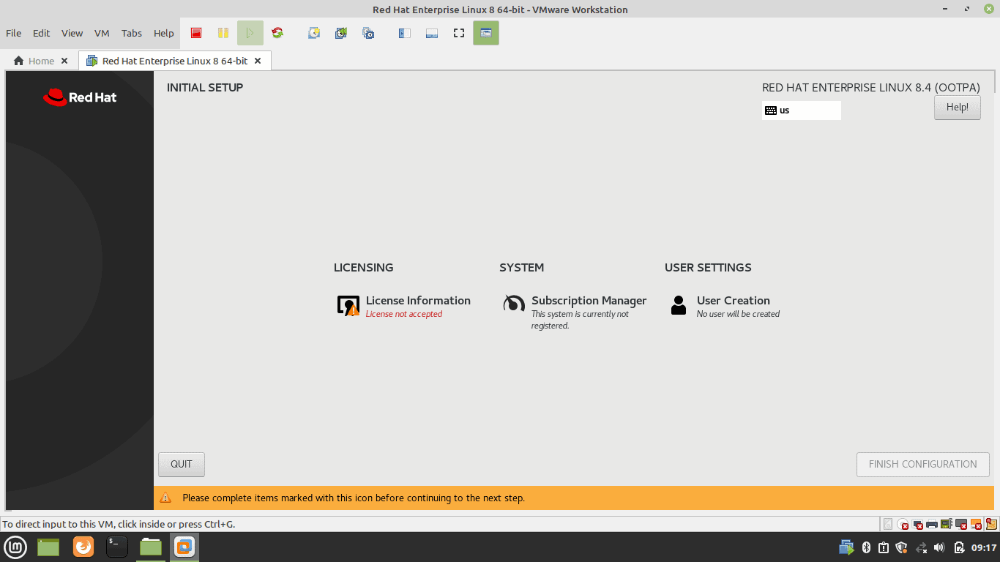 Red Hat Enterprise Linux 8 64-bit - VMware Workstation
File Edit View VM Tabs Help
Home Red Hat Enterprise Linux 8 64-bit
Red Hat
INITIAL SETUP
RED HAT ENTERPRISE LINUX 8.4 (OOTPA)
us
Help!
LICENSING
License Information
License not accepted
SYSTEM
Subscription Manager
This system is currently not
registered.
USER SETTINGS
User Creation
No user will be created
QUIT
FINISH CONFIGURATION
Please complete items marked with this icon before continuing to the next step.
To direct input to this VM, click inside or press Ctrl+G.
09:17